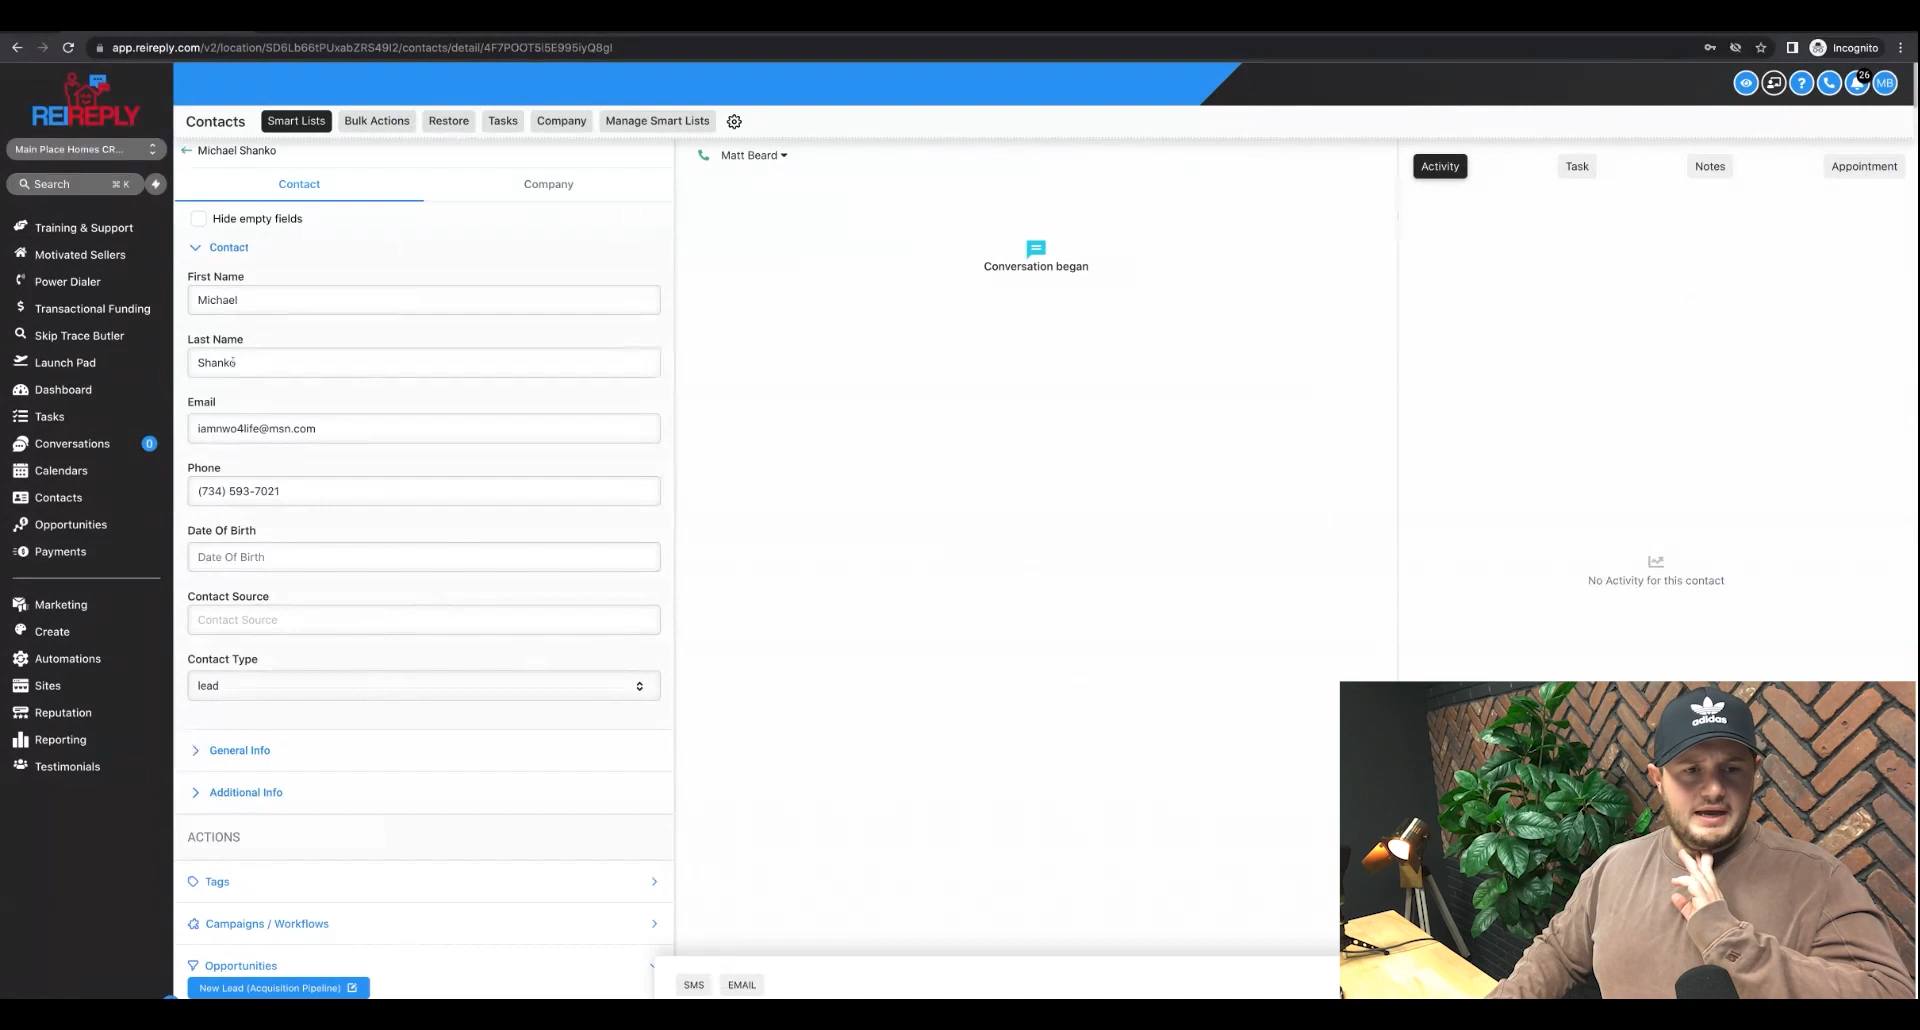 app.reireply.com/v2/location/SD6Lb66tPUxabZRS49I2/contacts/detail/4F7POOT5I5E995iyQ8gI
Incognito
REIREPLY
26
MB
Contacts
Smart Lists
Bulk Actions
Restore
Tasks
Company
Manage Smart Lists
Main Place Homes CR...
Search
⌘ K
Training & Support
Motivated Sellers
Power Dialer
Transactional Funding
Skip Trace Butler
Launch Pad
Dashboard
Tasks
Conversations
0
Calendars
Contacts
Opportunities
Payments
Marketing
Create
Automations
Sites
Reputation
Reporting
Testimonials
Michael Shanko
Contact
Company
Hide empty fields
Contact
First Name
Michael
Last Name
Shanko
Email
iamnwo4life@msn.com
Phone
(734) 593-7021
Date Of Birth
Date Of Birth
Contact Source
Contact Source
Contact Type
lead
General Info
Additional Info
ACTIONS
Tags
Campaigns / Workflows
Opportunities
New Lead (Acquisition Pipeline)
Matt Beard
Conversation began
SMS
EMAIL
Activity
Task
Notes
Appointment
No Activity for this contact
adidas